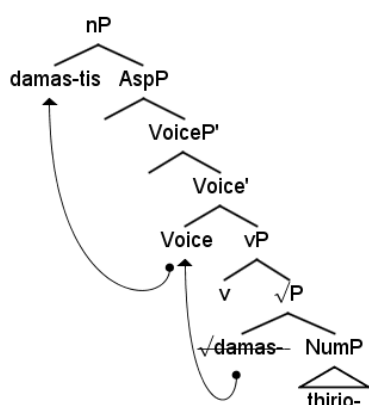 nP
damas-tis AspP
VoiceP'
Voice'
Voice vP
v √P
√damas- NumP
thirio-